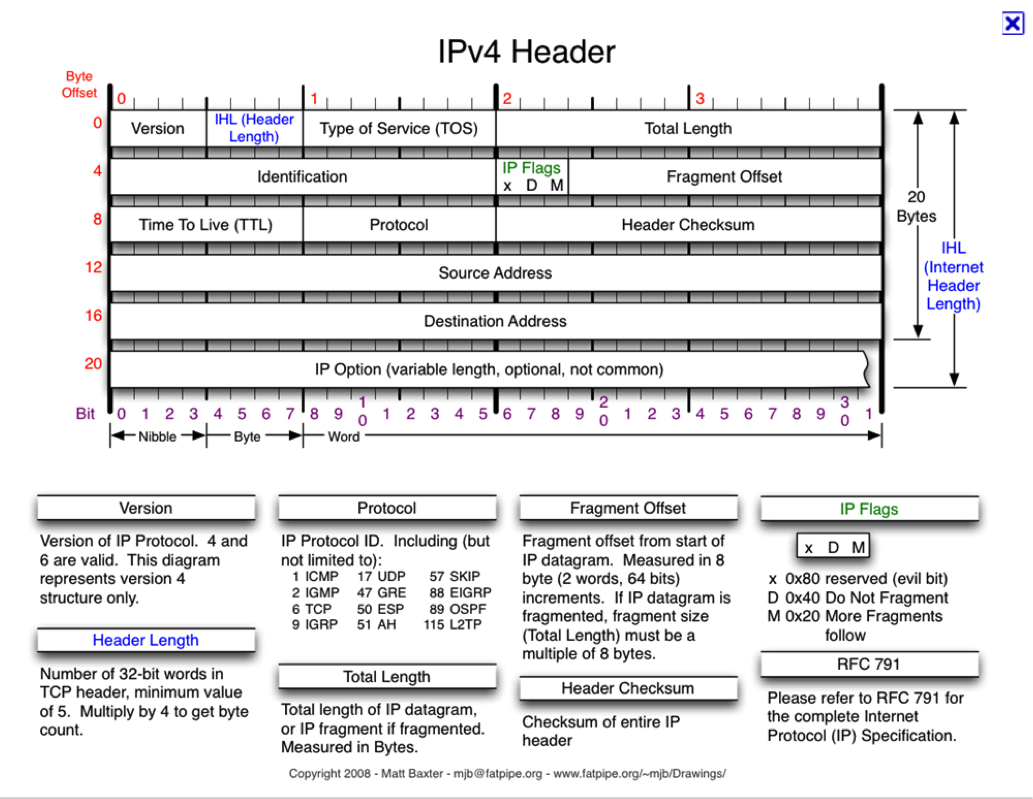 IPv4 Header
Byte
Offset
0 1 2 3
0 Version IHL (Header
Length) Type of Service (TOS) Total Length
4 Identification IP Flags
x D M Fragment Offset
8 Time To Live (TTL) Protocol Header Checksum
12 Source Address
16 Destination Address
20 IP Option (variable length, optional, not common)
20
Bytes
IHL
(Internet
Header
Length)
Bit 0 1 2 3 4 5 6 7 8 9 10 1 2 3 4 5 6 7 8 9 20 1 2 3 4 5 6 7 8 9 30 1
Nibble Byte Word
Version
Version of IP Protocol. 4 and
6 are valid. This diagram
represents version 4
structure only.
Header Length
Number of 32-bit words in
TCP header, minimum value
of 5. Multiply by 4 to get byte
count.
Protocol
IP Protocol ID. Including (but
not limited to):
1 ICMP 17 UDP 57 SKIP
2 IGMP 47 GRE 88 EIGRP
6 TCP 50 ESP 89 OSPF
9 IGRP 51 AH 115 L2TP
Total Length
Total length of IP datagram,
or IP fragment if fragmented.
Measured in Bytes.
Fragment Offset
Fragment offset from start of
IP datagram. Measured in 8
byte (2 words, 64 bits)
increments. If IP datagram is
fragmented, fragment size
(Total Length) must be a
multiple of 8 bytes.
Header Checksum
Checksum of entire IP
header
IP Flags
x D M
x 0x80 reserved (evil bit)
D 0x40 Do Not Fragment
M 0x20 More Fragments
follow
RFC 791
Please refer to RFC 791 for
the complete Internet
Protocol (IP) Specification.
Copyright 2008 - Matt Baxter - mjb@fatpipe.org - www.fatpipe.org/~mjb/Drawings/